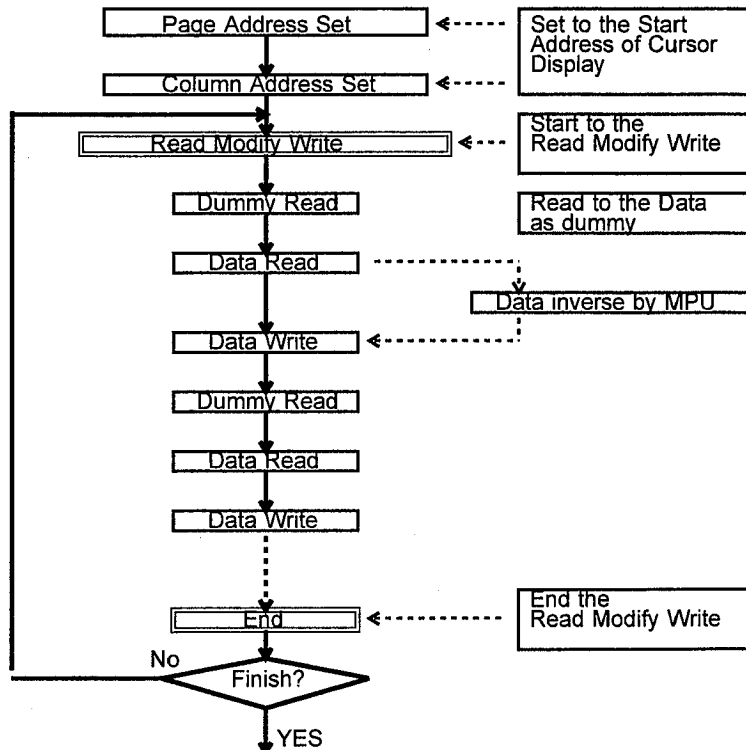 Page Address Set
Set to the Start
Address of Cursor
Display
Column Address Set
Start to the
Read Modify Write
Read Modify Write
Dummy Read
Read to the Data
as dummy
Data Read
Data inverse by MPU
Data Write
Dummy Read
Data Read
Data Write
End the
Read Modify Write
End
No
Finish?
YES